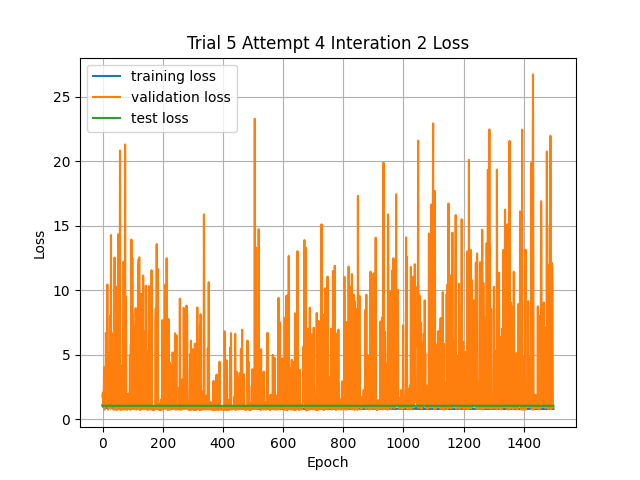 Trial 5 Attempt 4 Interation 2 Loss
training loss
validation loss
test loss
25
20
15
10
5
0
Loss
0 200 400 600 800 1000 1200 1400
Epoch